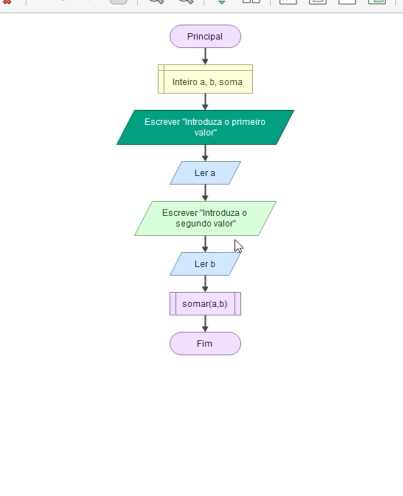 Principal
Inteiro a, b, soma
Escrever "Introduza o primeiro
valor"
Ler a
Escrever "Introduza o
segundo valor"
Ler b
somar(a,b)
Fim